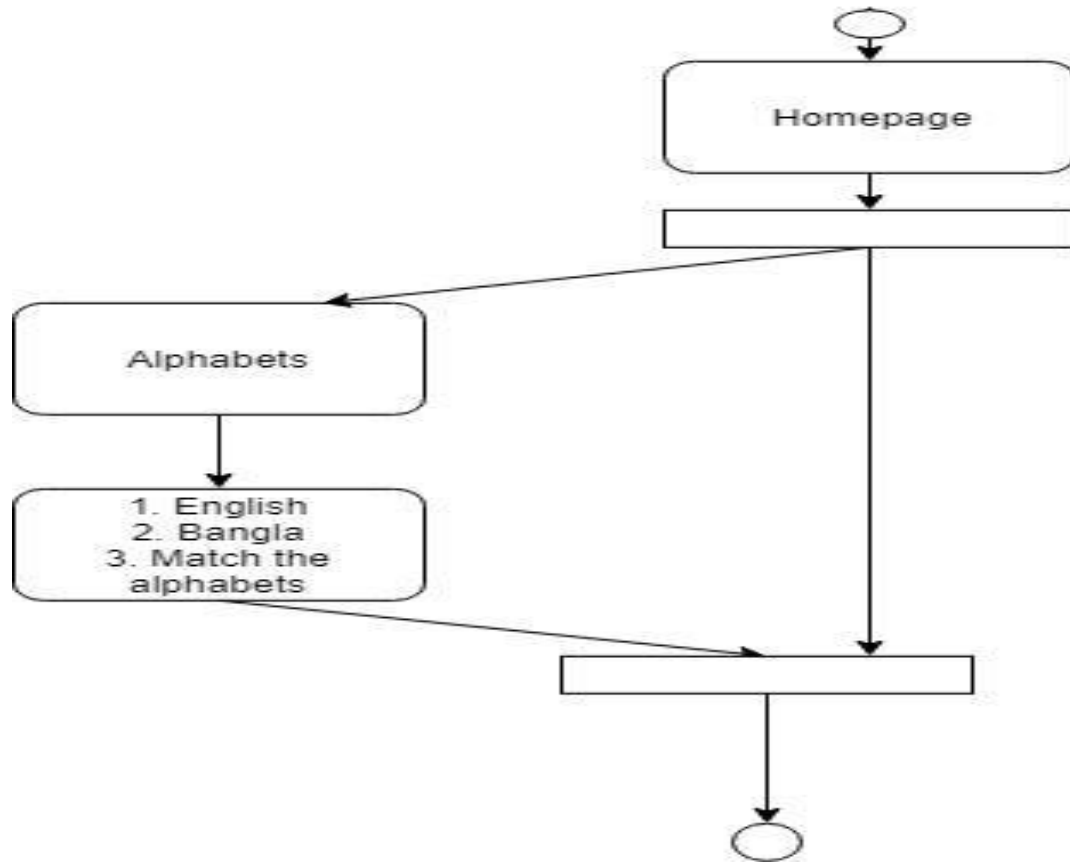 Homepage
Alphabets
1. English
2. Bangla
3. Match the
alphabets